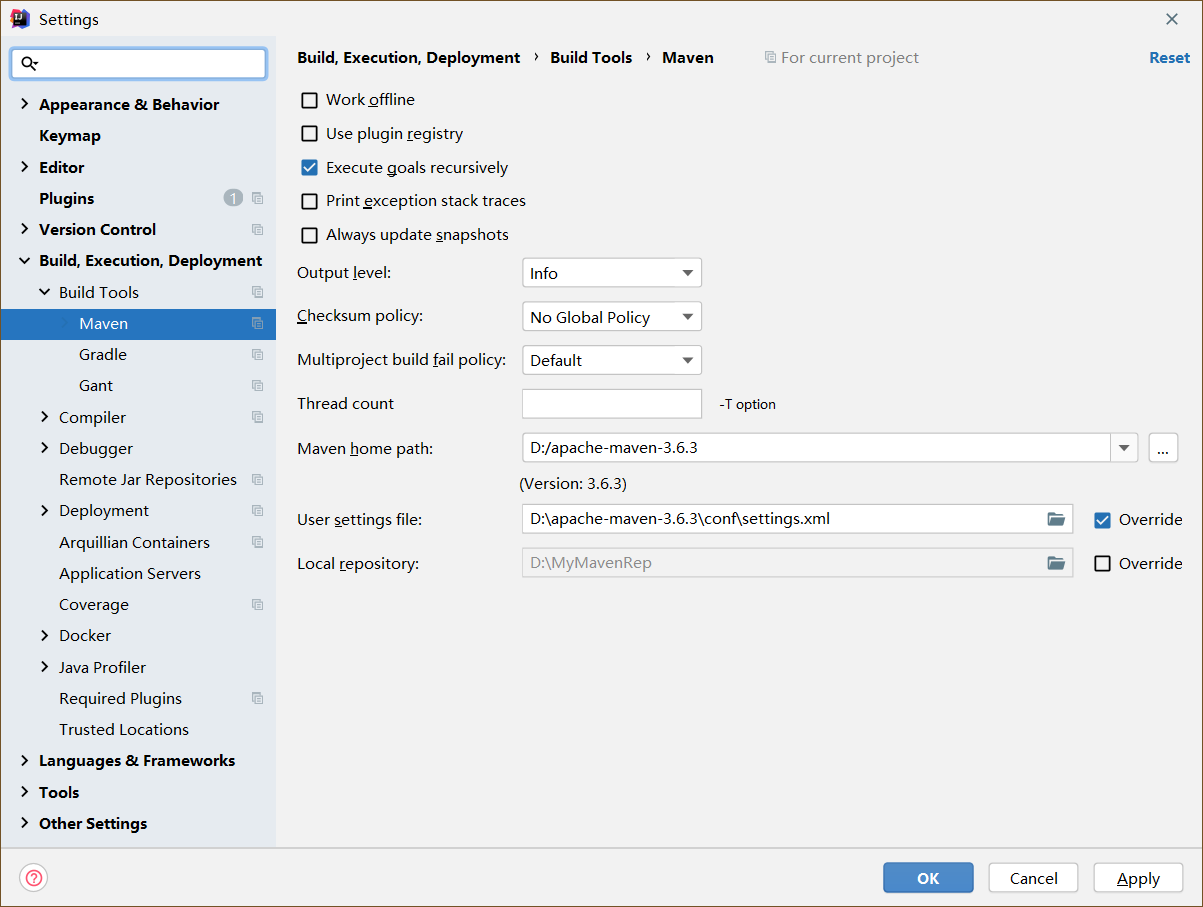 Settings
Appearance & Behavior
Keymap
Editor
Plugins 1
Version Control
Build, Execution, Deployment
Build Tools
Maven
Gradle
Gant
Compiler
Debugger
Remote Jar Repositories
Deployment
Arquillian Containers
Application Servers
Coverage
Docker
Java Profiler
Required Plugins
Trusted Locations
Languages & Frameworks
Tools
Other Settings
Build, Execution, Deployment › Build Tools › Maven For current project Reset
Work offline
Use plugin registry
Execute goals recursively
Print exception stack traces
Always update snapshots
Output level: Info
Checksum policy: No Global Policy
Multiproject build fail policy: Default
Thread count -T option
Maven home path: D:/apache-maven-3.6.3 ...
(Version: 3.6.3)
User settings file: D:\apache-maven-3.6.3\conf\settings.xml Override
Local repository: D:\MyMavenRep Override
? OK Cancel Apply